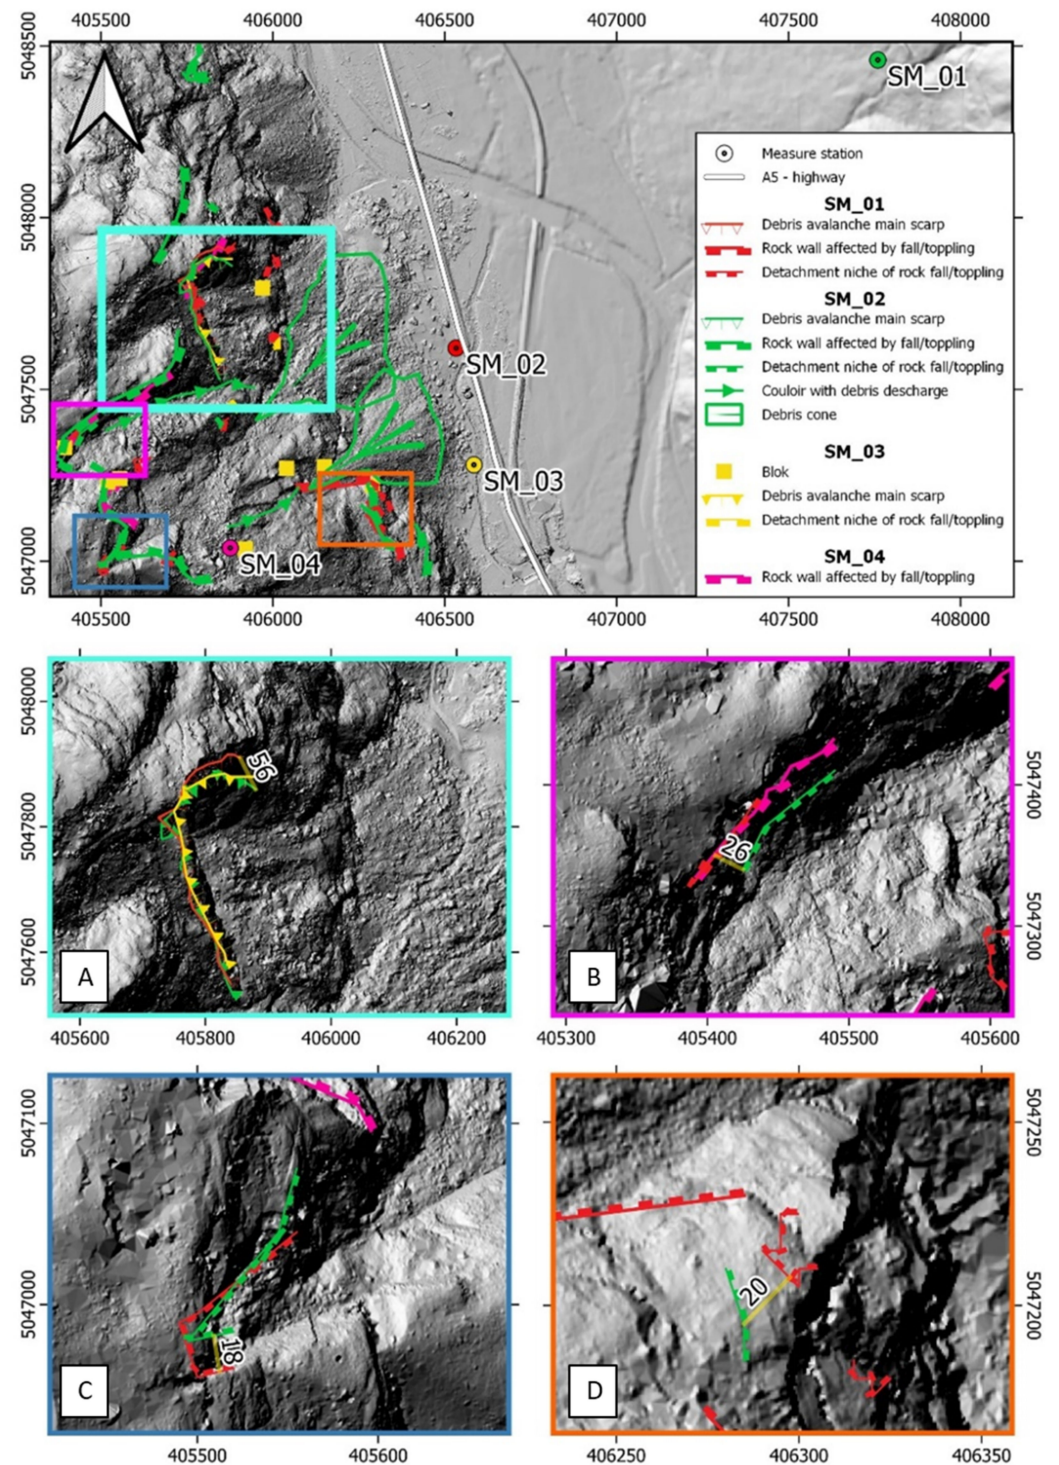 405500 406000 406500 407000 407500 408000
5048500
5048000
5047500
5047000
SM_01
SM_02
SM_03
SM_04
Measure station
A5 - highway
SM_01
Debris avalanche main scarp
Rock wall affected by fall/toppling
Detachment niche of rock fall/toppling
SM_02
Debris avalanche main scarp
Rock wall affected by fall/toppling
Detachment niche of rock fall/toppling
Couloir with debris descharge
Debris cone
SM_03
Blok
Debris avalanche main scarp
Detachment niche of rock fall/toppling
SM_04
Rock wall affected by fall/toppling
405500 406000 406500 407000 407500 408000
5048000
5047800
5047600
56
A
405600 405800 406000 406200
26
B
5047400
5047300
405300 405400 405500 405600
5047100
5047000
18
C
405500 405600
20
D
5047250
5047200
406250 406300 406350